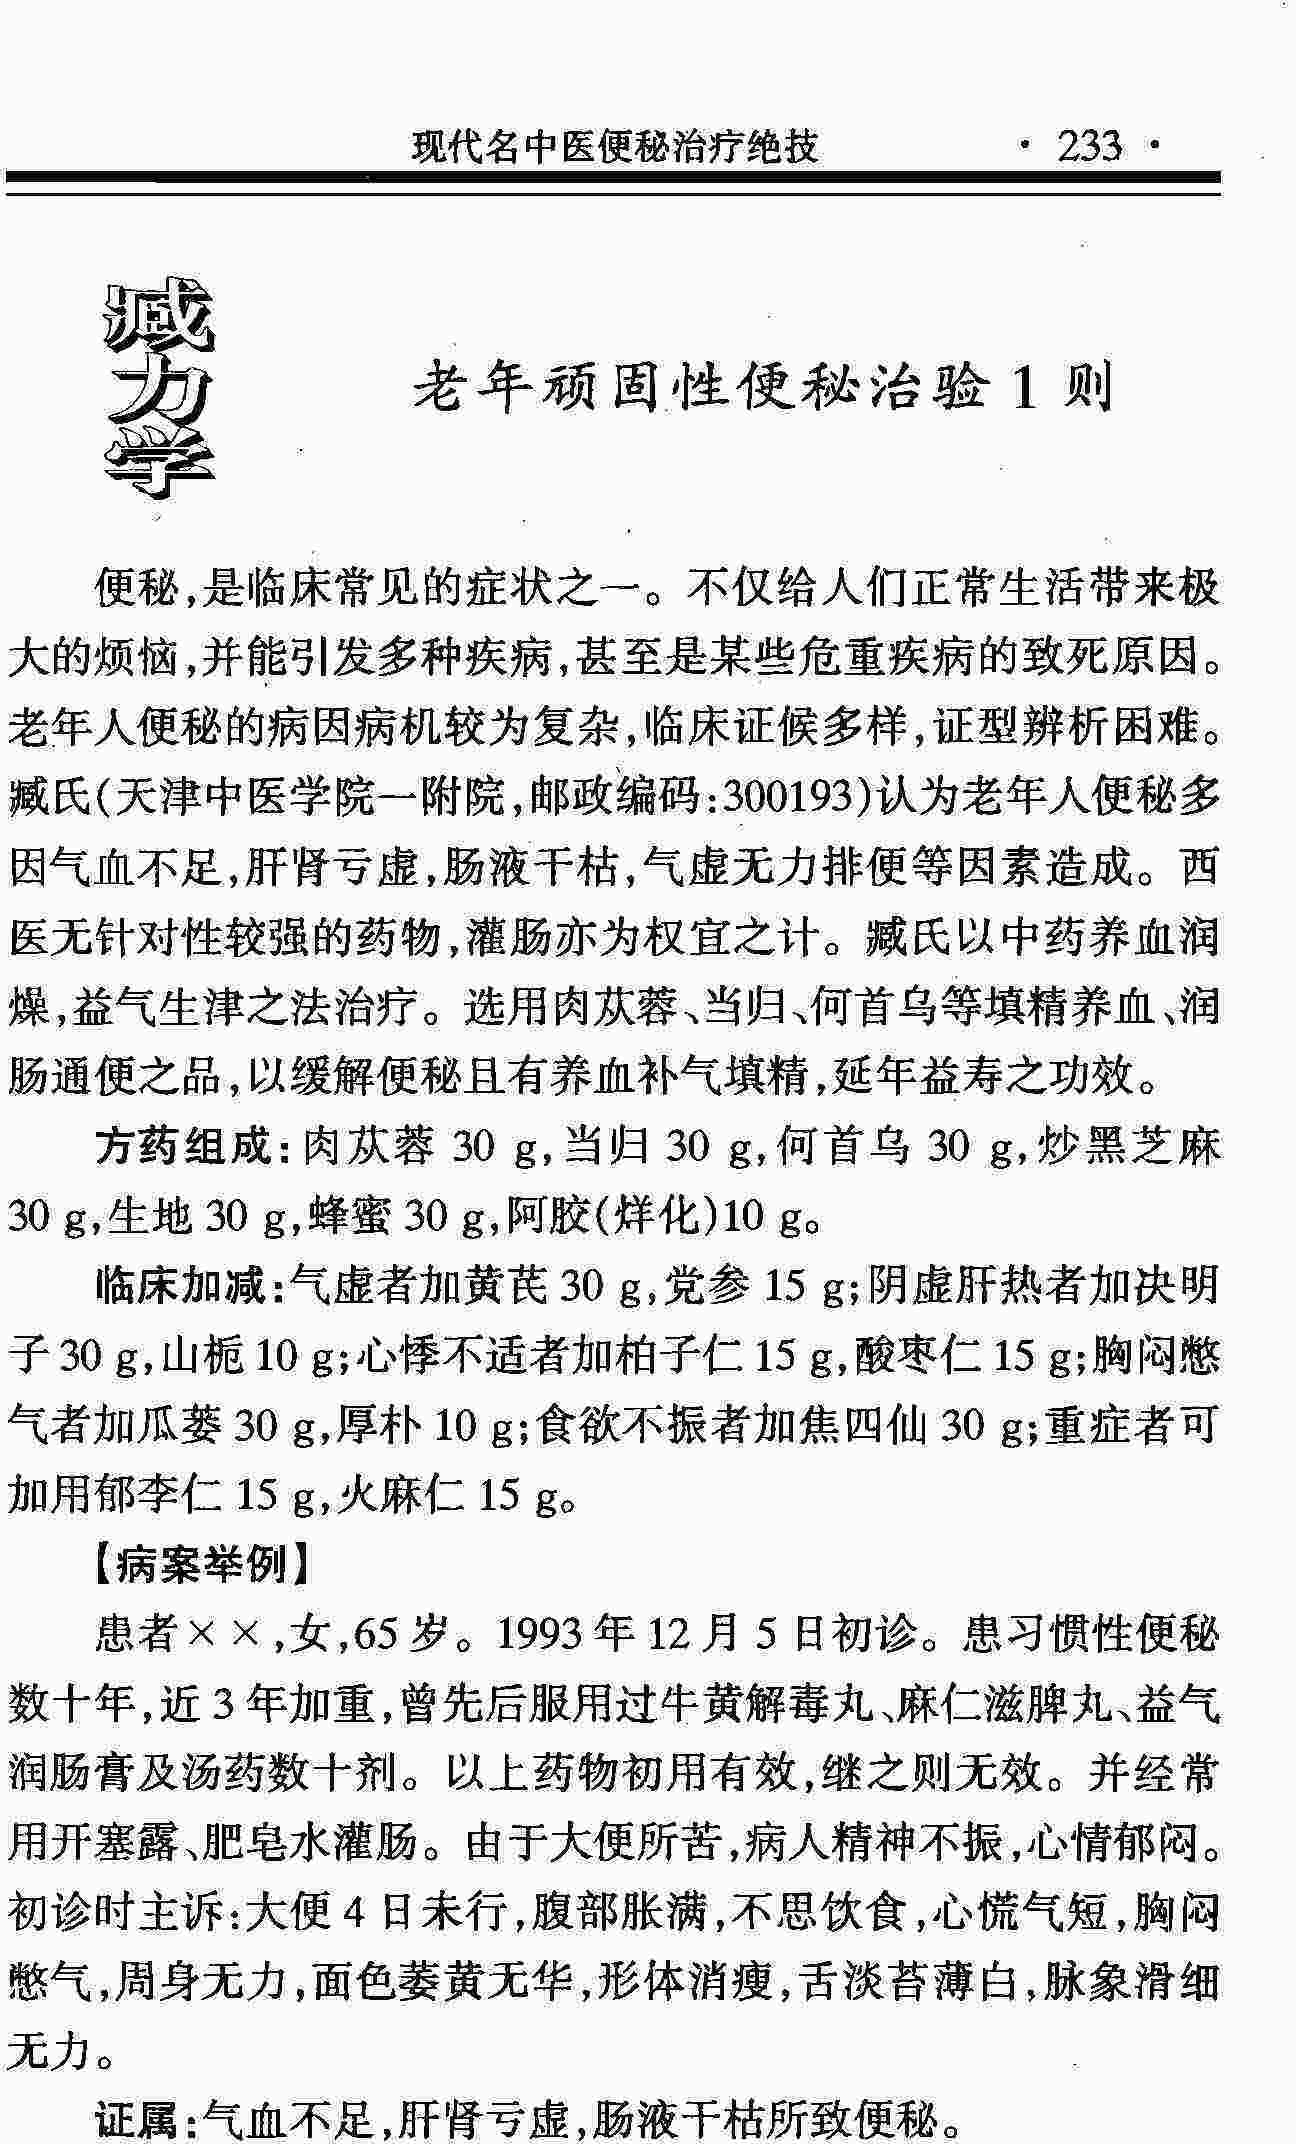 现代名中医便秘治疗绝技 · 233 ·
臧力学
老年顽固性便秘治验 1 则
便秘,是临床常见的症状之一。不仅给人们正常生活带来极
大的烦恼,并能引发多种疾病,甚至是某些危重疾病的致死原因。
老年人便秘的病因病机较为复杂,临床证候多样,证型辨析困难。
臧氏(天津中医学院一附院,邮政编码:300193)认为老年人便秘多
因气血不足,肝肾亏虚,肠液干枯,气虚无力排便等因素造成。西
医无针对性较强的药物,灌肠亦为权宜之计。臧氏以中药养血润
燥,益气生津之法治疗。选用肉苁蓉、当归、何首乌等填精养血、润
肠通便之品,以缓解便秘且有养血补气填精,延年益寿之功效。
方药组成:肉苁蓉 30 g,当归 30 g,何首乌 30 g,炒黑芝麻
30 g,生地 30 g,蜂蜜 30 g,阿胶(烊化)10 g。
临床加减:气虚者加黄芪 30 g,党参 15 g;阴虚肝热者加决明
子 30 g,山栀 10 g;心悸不适者加柏子仁 15 g,酸枣仁 15 g;胸闷憋
气者加瓜蒌 30 g,厚朴 10 g;食欲不振者加焦四仙 30 g;重症者可
加用郁李仁 15 g,火麻仁 15 g。
【病案举例】
患者××,女,65 岁。1993 年 12 月 5 日初诊。患习惯性便秘
数十年,近 3 年加重,曾先后服用过牛黄解毒丸、麻仁滋脾丸、益气
润肠膏及汤药数十剂。以上药物初用有效,继之则无效。并经常
用开塞露、肥皂水灌肠。由于大便所苦,病人精神不振,心情郁闷。
初诊时主诉:大便 4 日未行,腹部胀满,不思饮食,心慌气短,胸闷
憋气,周身无力,面色萎黄无华,形体消瘦,舌淡苔薄白,脉象滑细
无力。
证属:气血不足,肝肾亏虚,肠液干枯所致便秘。